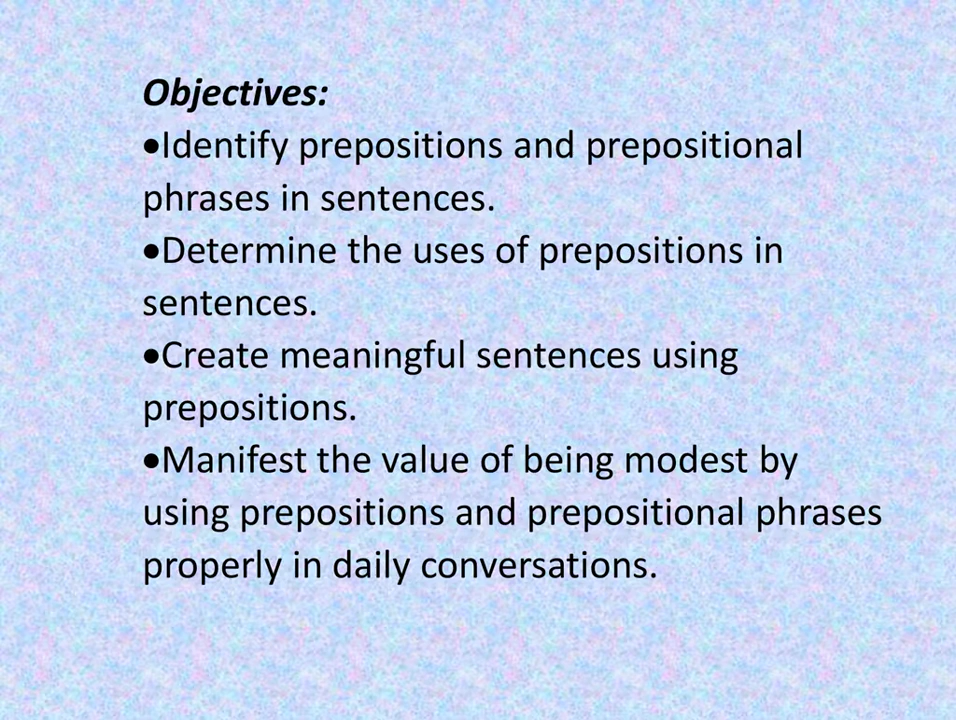 Objectives:
•Identify prepositions and prepositional
phrases in sentences.
•Determine the uses of prepositions in
sentences.
•Create meaningful sentences using
prepositions.
•Manifest the value of being modest by
using prepositions and prepositional phrases
properly in daily conversations.